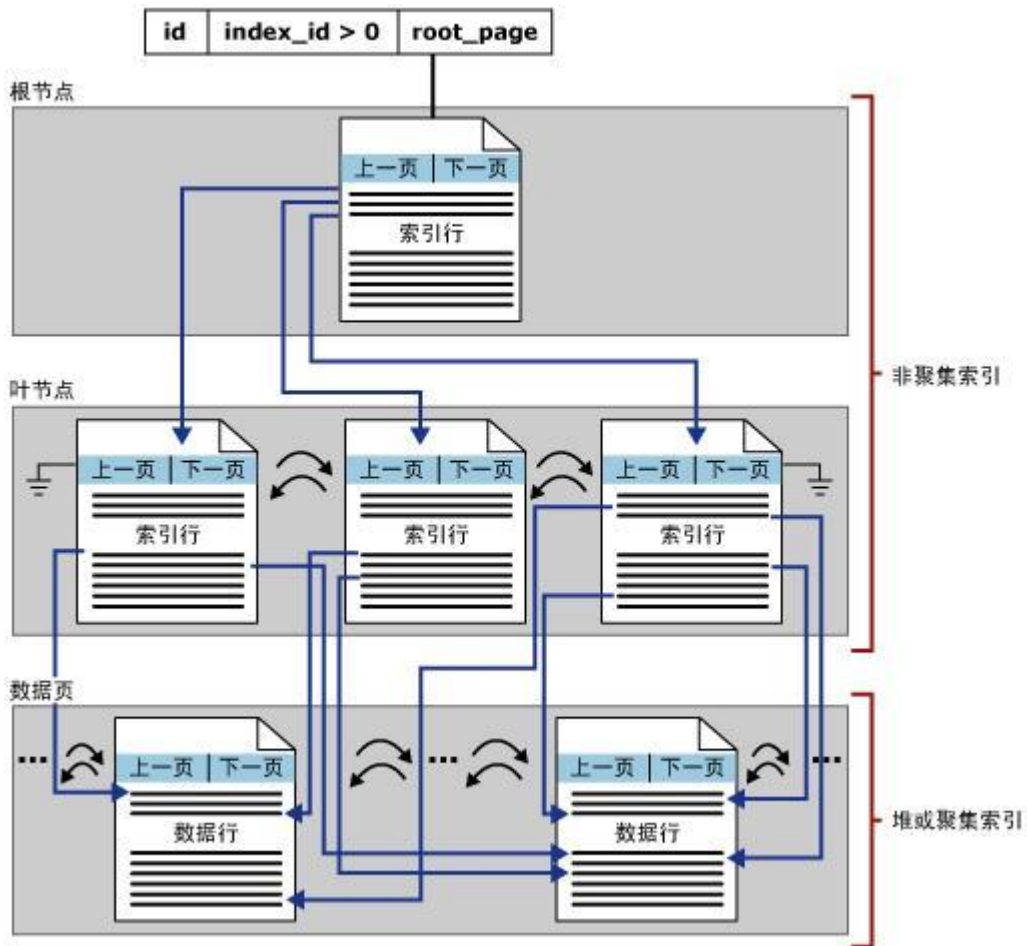 id index_id > 0 root_page
根节点
上一页 下一页
索引行
非聚集索引
叶节点
上一页 下一页 上一页 下一页 上一页 下一页
索引行 索引行 索引行
数据页
... ... ...
上一页 下一页 上一页 下一页
数据行 数据行
堆或聚集索引